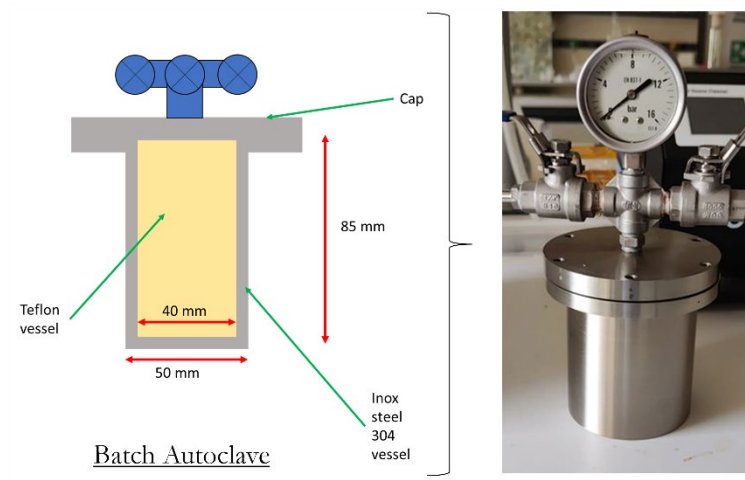 Cap
85 mm
Teflon
vessel
40 mm
50 mm
Inox
steel
304
vessel
Batch Autoclave
4
8
12
16
bar